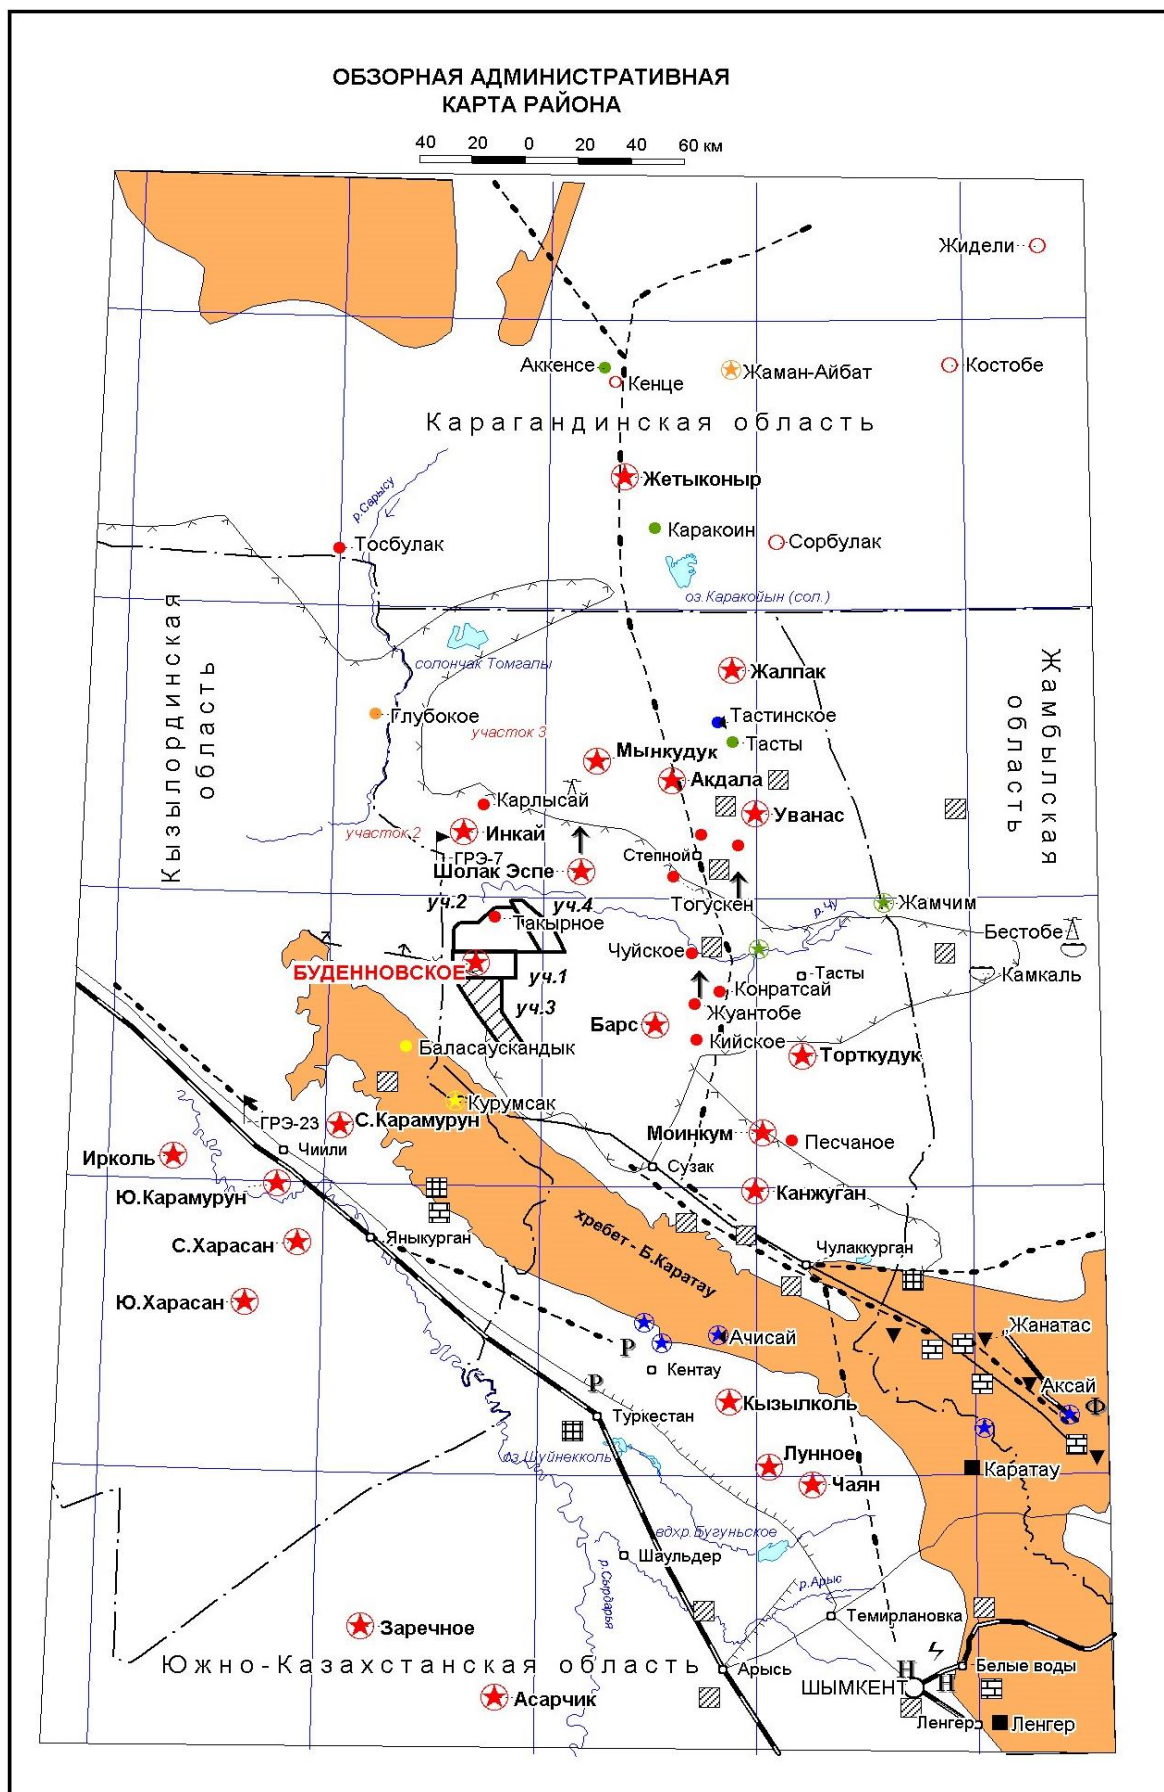 ОБЗОРНАЯ АДМИНИСТРАТИВНАЯ
КАРТА РАЙОНА
40 20 0 20 40 60 км
Жидели
Аккенсе
Кенце
Жаман-Айбат
Костобе
Карагандинская область
Жетыконыр
р.Сарысу
Каракоин
Тосбулак
Сорбулак
оз.Каракойын (сол.)
Кызылординская
область
Жамбылская
область
солончак Томгалы
Жалпак
Глубокое
Тастинское
участок 3
Тасты
Мынкудук
Акдала
Карлысай
Уванас
участок 2
Инкай
ГРЭ-7
Степной
Шолак Эспе
уч.2
уч.4
Тогускен
Жамчим
р.Чу
Такырное
Бестобе
Чуйское
БУДЕННОВСКОЕ
уч.1
Тасты
Камкаль
Конратсай
уч.3
Жуантобе
Барс
Кийское
Баласаускандык
Торткудук
Курумсак
ГРЭ-23
С.Карамурун
Моинкум
Песчаное
Чиили
Ирколь
Сузак
Ю.Карамурун
Канжуган
хребет - Б.Каратау
С.Харасан
Яныкурган
Чулаккурган
Ю.Харасан
Р
Ачисай
Жанатас
Кентау
Р
Аксай
Кызылколь
Ф
Туркестан
оз.Шуйнекколь
Лунное
Каратау
Чаян
вдхр.Бугуньское
Шаульдер
р.Сырдарья
р.Арыс
Темирлановка
Заречное
Южно-Казахстанская область
Арысь
Н
Белые воды
ШЫМКЕНТ
Н
Асарчик
Ленгер
Ленгер